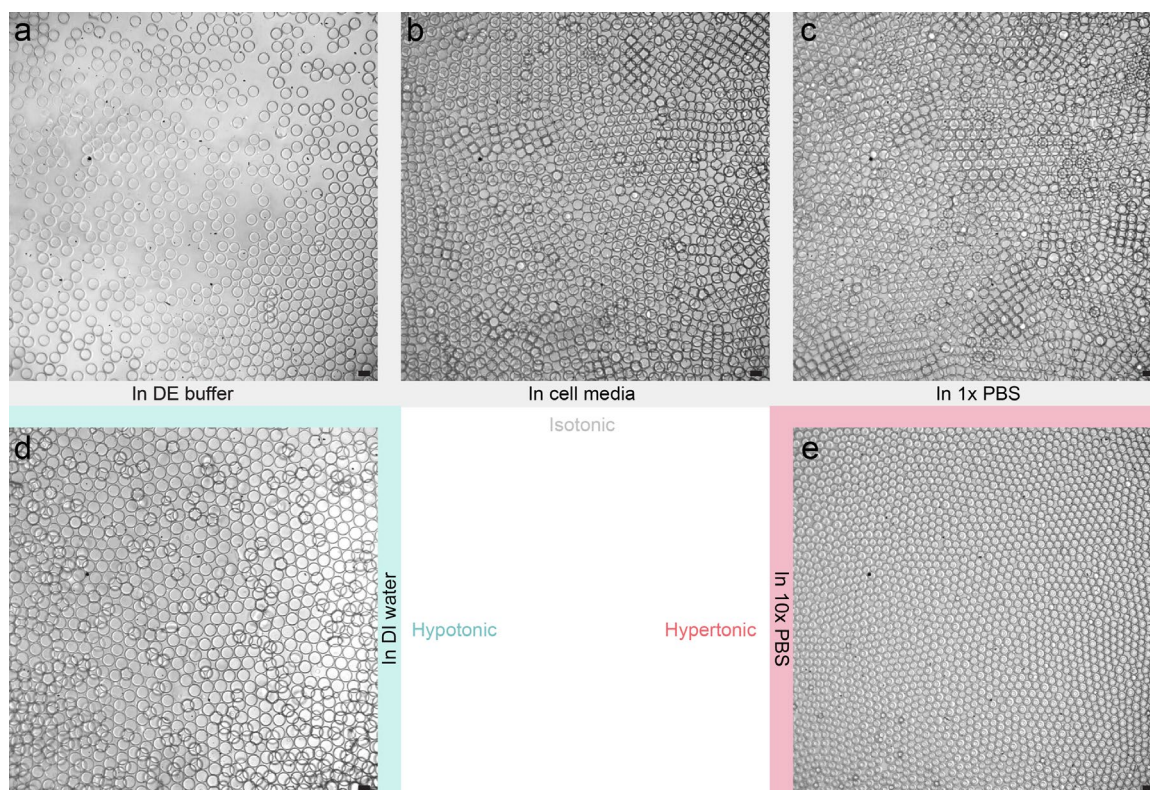 a
b
c
In DE buffer
In cell media
In 1x PBS
Isotonic
d
e
In DI water
Hypotonic
Hypertonic
In 10x PBS